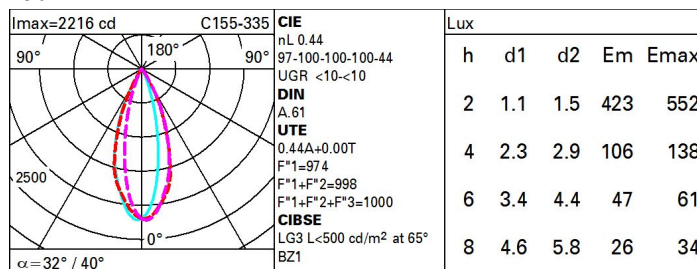 Imax=2216 cd C155-335
90° 180° 90°
2500
0°
α=32° / 40°
CIE
nL 0.44
97-100-100-100-44
UGR <10-<10
DIN
A.61
UTE
0.44A+0.00T
F"1=974
F"1+F"2=998
F"1+F"2+F"3=1000
CIBSE
LG3 L<500 cd/m² at 65°
BZ1
Lux
h d1 d2 Em Emax
2 1.1 1.5 423 552
4 2.3 2.9 106 138
6 3.4 4.4 47 61
8 4.6 5.8 26 34